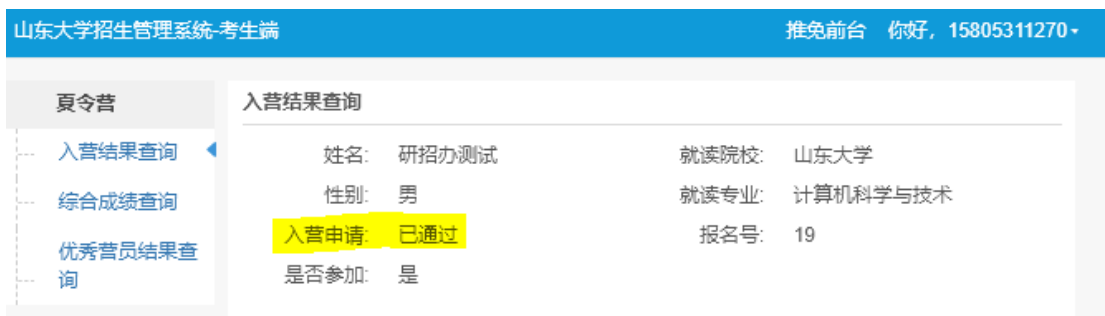 山东大学招生管理系统-考生端 推免前台 你好，15805311270
夏令营
入营结果查询
综合成绩查询
优秀营员结果查
询
入营结果查询
姓名: 研招办测试 就读院校: 山东大学
性别: 男 就读专业: 计算机科学与技术
入营申请: 已通过 报名号: 19
是否参加: 是